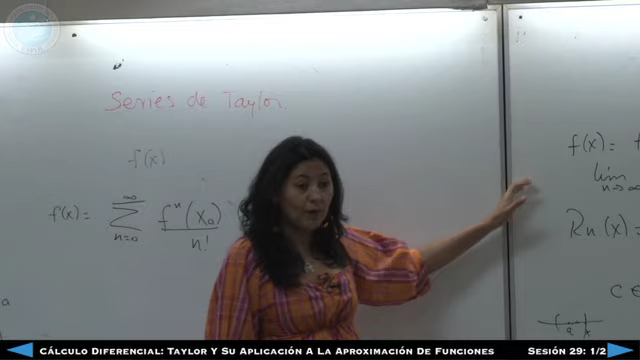 Series de Taylor
f(x)
f(x)= ∞ Σ n=0 fⁿ(x₀) / n!
f(x)=
lim n→∞
Rn(x)=
C ∈
a x
a
CÁLCULO DIFERENCIAL: TAYLOR Y SU APLICACIÓN A LA APROXIMACIÓN DE FUNCIONES SESIÓN 29: 1/2